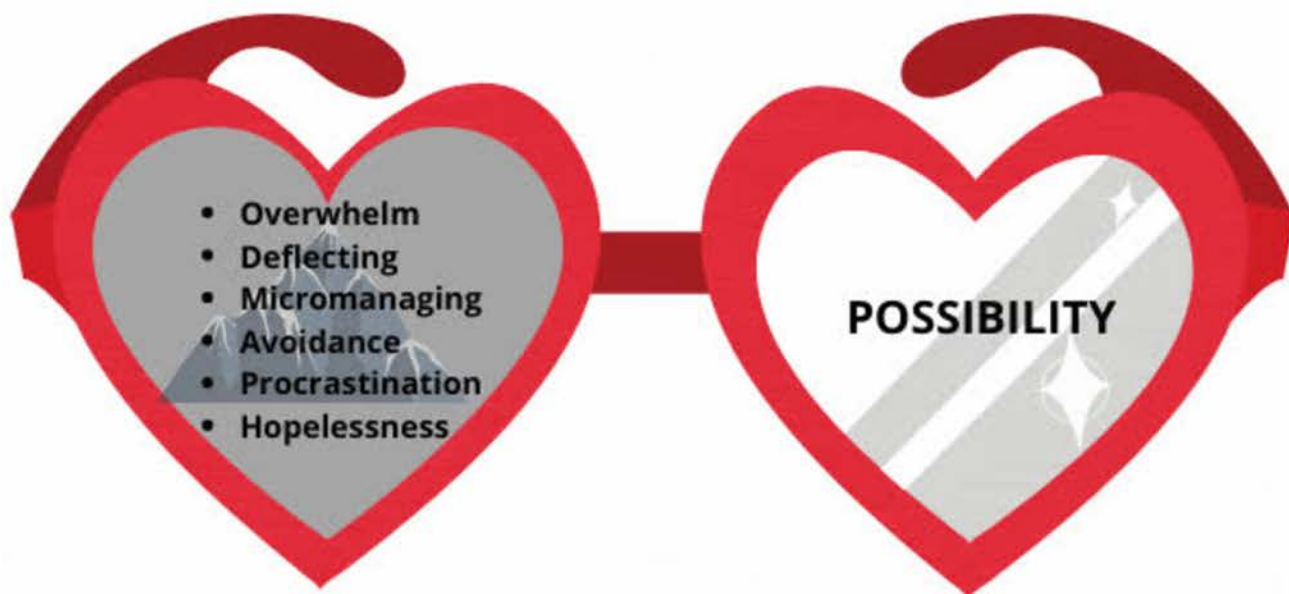 • Overwhelm
• Deflecting
• Micromanaging
• Avoidance
• Procrastination
• Hopelessness
POSSIBILITY